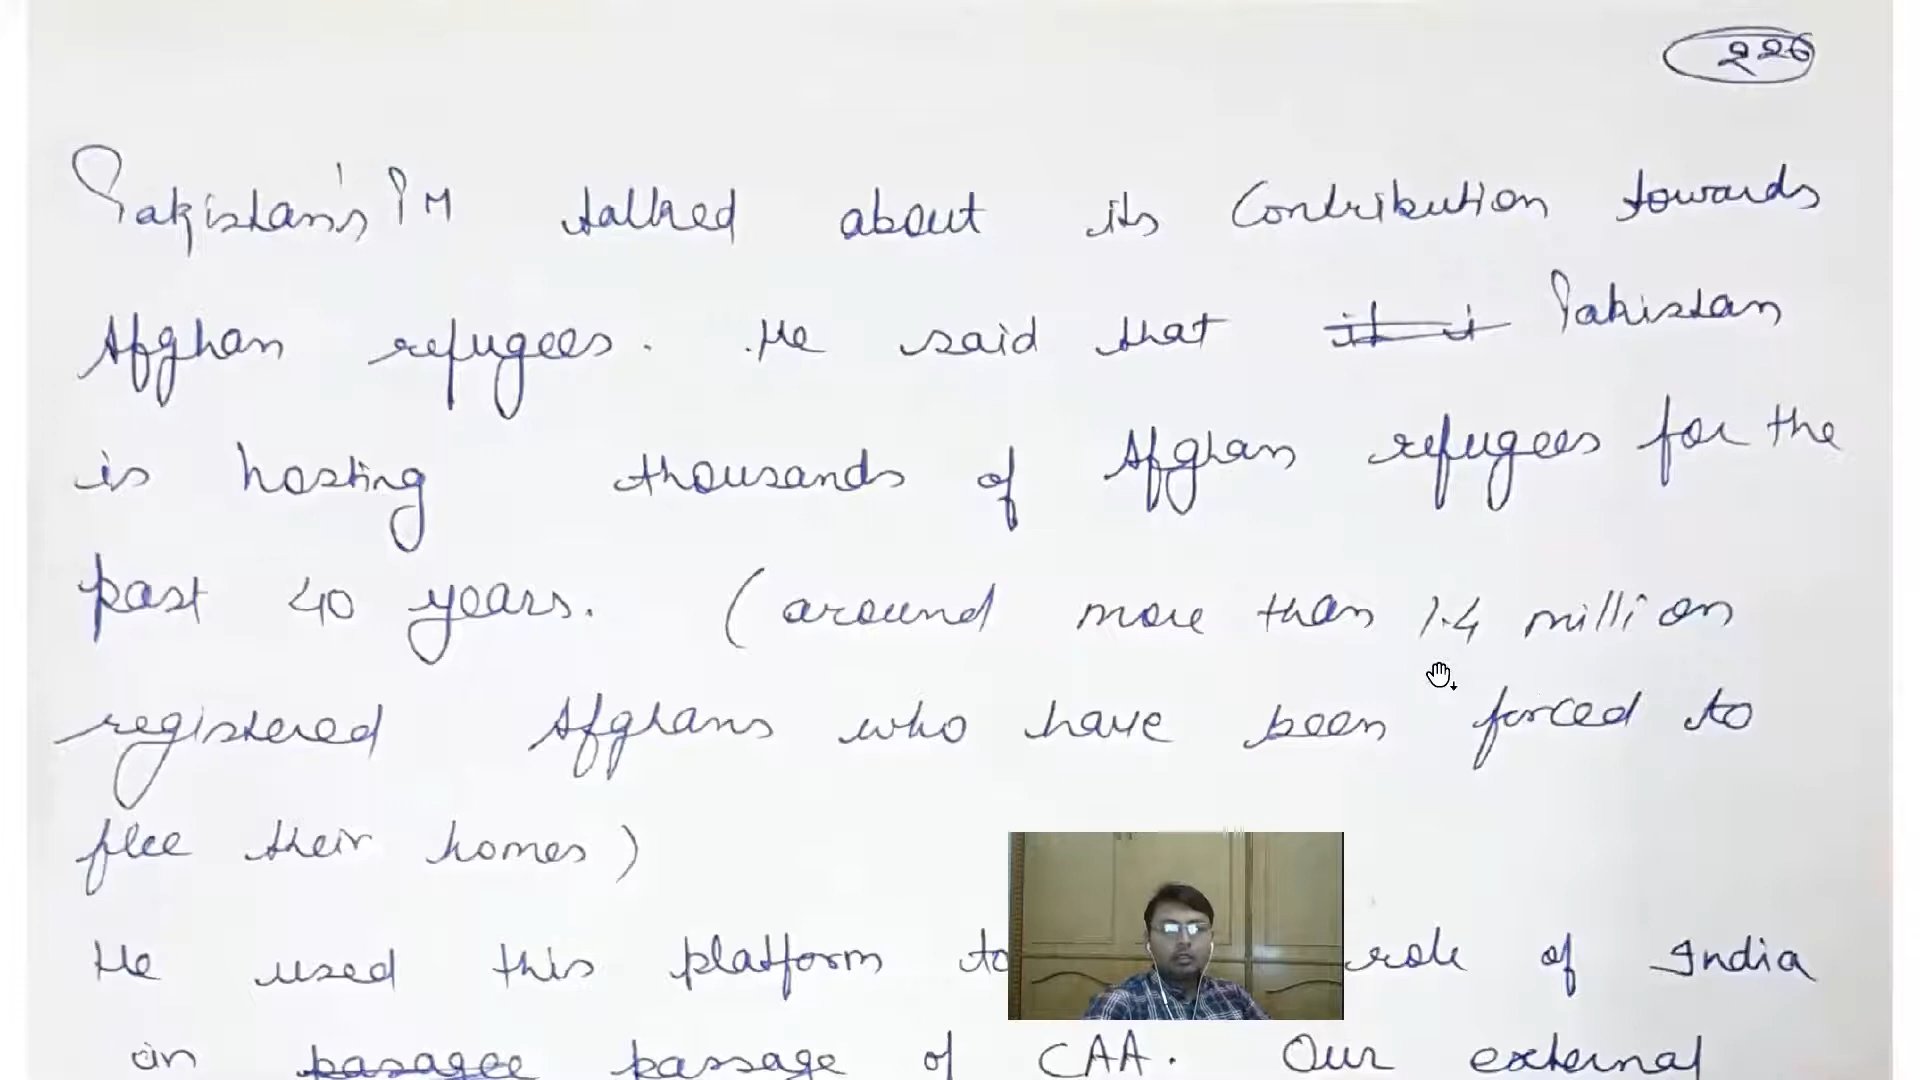 226
Pakistan's PM talked about its Contribution towards
Afghan refugees. He said that it i Pakistan
is hosting thousands of Afghan refugees for the
past 40 years. (around more than 1.4 million
registered Afghans who have been forced to
flee their homes)
He used this platform to role of India
in pasagee passage of CAA. Our external